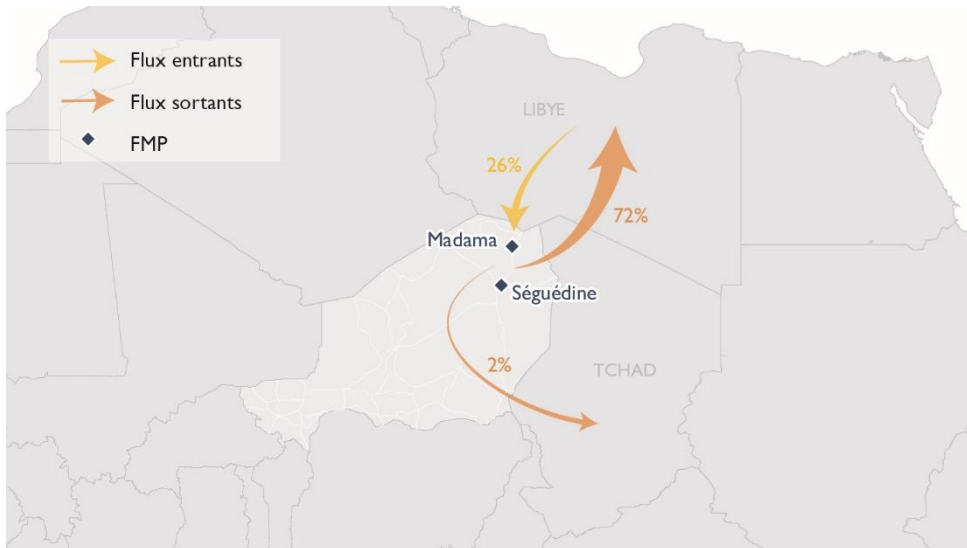 Flux entrants
Flux sortants
FMP
LIBYE
26%
72%
Madama
Séguédine
2%
TCHAD